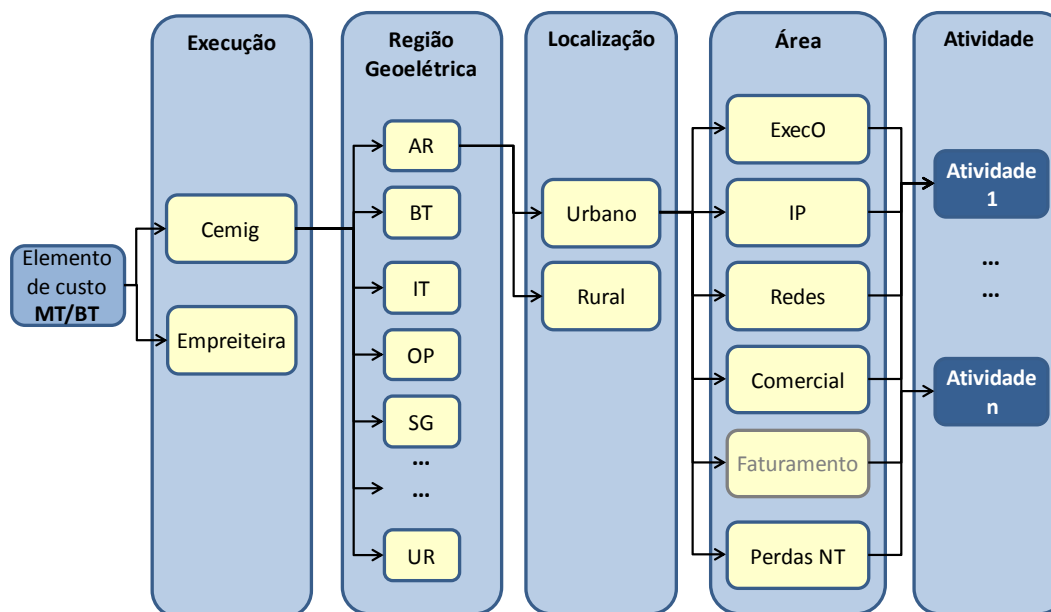 Execução
Região
Geoelétrica
Localização
Área
Atividade
Elemento
de custo
MT/BT
Cemig
Empreiteira
AR
BT
IT
OP
SG
...
...
UR
Urbano
Rural
ExecO
IP
Redes
Comercial
Faturamento
Perdas NT
Atividade
1
...
...
Atividade
n